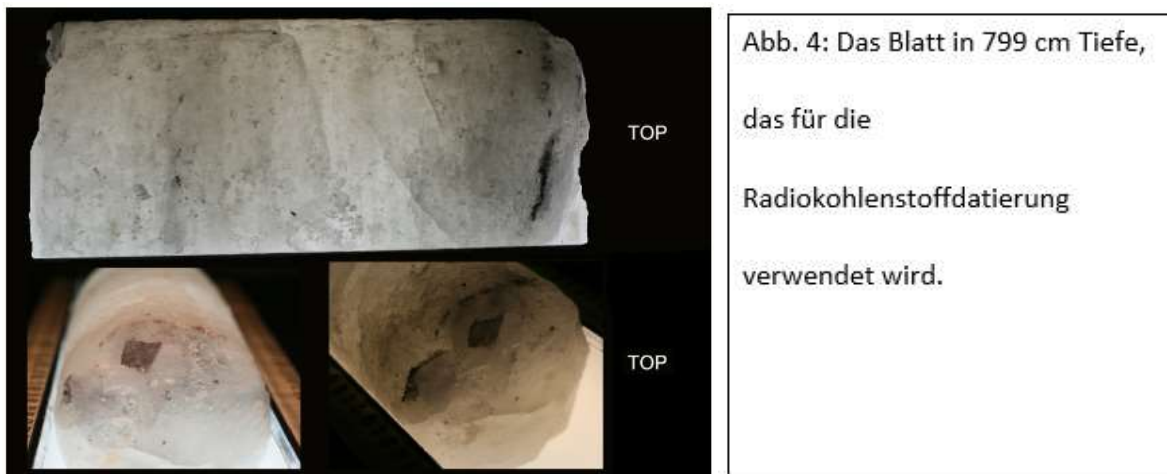 TOP
TOP
Abb. 4: Das Blatt in 799 cm Tiefe,
das für die
Radiokohlenstoffdatierung
verwendet wird.